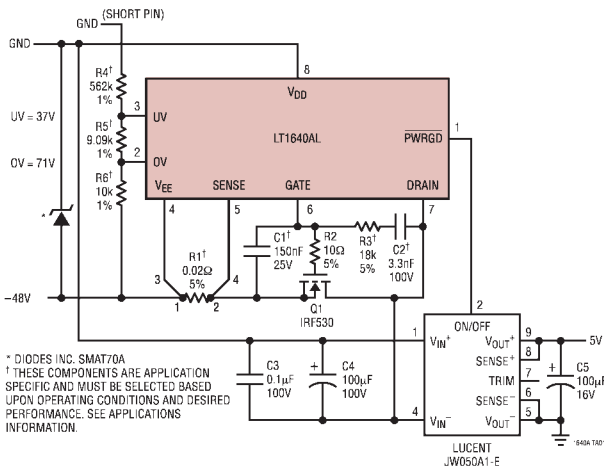 (SHORT PIN)
GND
GND
R4†
562k
1%
8
VDD
UV = 37V
3
UV
LT1640AL
PWRGD
1
R5†
9.09k
1%
2
OV
OV = 71V
R6†
10k
1%
VEE
SENSE
GATE
DRAIN
4
5
6
7
*
C1†
150nF
25V
R2
10Ω
5%
R3†
18k
5%
C2†
3.3nF
100V
R1†
0.02Ω
5%
3
4
–48V
1
2
Q1
IRF530
2
ON/OFF
1
VIN+
VOUT+
9
5V
SENSE+
8
TRIM
7
SENSE–
6
VOUT–
5
4
VIN–
C3
0.1µF
100V
+
C4
100µF
100V
+
C5
100µF
16V
LUCENT
JW050A1-E
* DIODES INC. SMAT70A
† THESE COMPONENTS ARE APPLICATION
SPECIFIC AND MUST BE SELECTED BASED
UPON OPERATING CONDITIONS AND DESIRED
PERFORMANCE. SEE APPLICATIONS
INFORMATION.